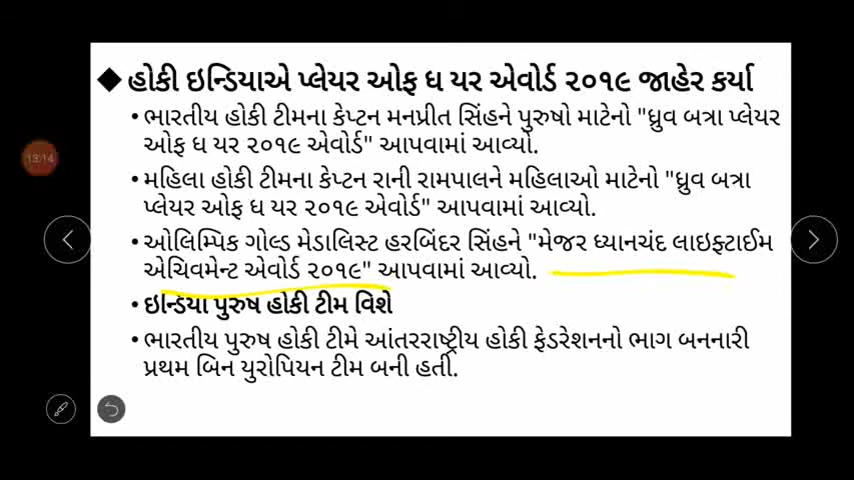 હોકી ઇન્ડિયાએ પ્લેયર ઓફ ધ યર એવોર્ડ ૨૦૧૯ જાહેર કર્યા
• ભારતીય હોકી ટીમના કેપ્ટન મનપ્રીત સિંહને પુરુષો માટેનો "ધ્રુવ બત્રા પ્લેયર
ઓફ ધ યર ૨૦૧૯ એવોર્ડ" આપવામાં આવ્યો.
• મહિલા હોકી ટીમના કેપ્ટન રાની રામપાલને મહિલાઓ માટેનો "ધ્રુવ બત્રા
પ્લેયર ઓફ ધ યર ૨૦૧૯ એવોર્ડ" આપવામાં આવ્યો.
• ઓલિમ્પિક ગોલ્ડ મેડાલિસ્ટ હરબિંદર સિંહને "મેજર ધ્યાનચંદ લાઇફ્ટાઈમ
એચિવમેન્ટ એવોર્ડ ૨૦૧૯" આપવામાં આવ્યો.
• ઇન્ડિયા પુરુષ હોકી ટીમ વિશે
• ભારતીય પુરુષ હોકી ટીમે આંતરરાષ્ટ્રીય હોકી ફેડરેશનનો ભાગ બનનારી
પ્રથમ બિન યુરોપિયન ટીમ બની હતી.
13:14